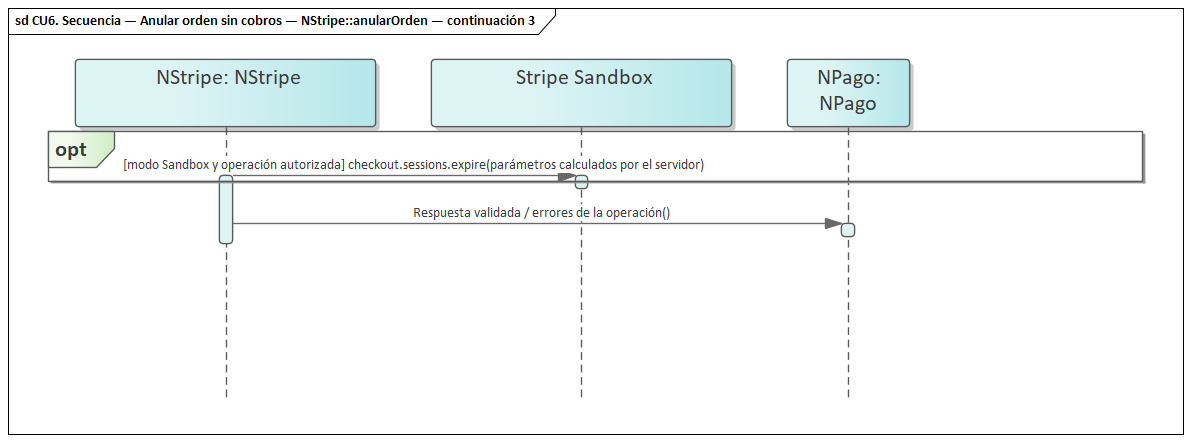 sd CU6. Secuencia — Anular orden sin cobros — NStripe::anularOrden — continuación 3
NStripe: NStripe
Stripe Sandbox
NPago:
NPago
opt
[modo Sandbox y operación autorizada] checkout.sessions.expire(parámetros calculados por el servidor)
Respuesta validada / errores de la operación()